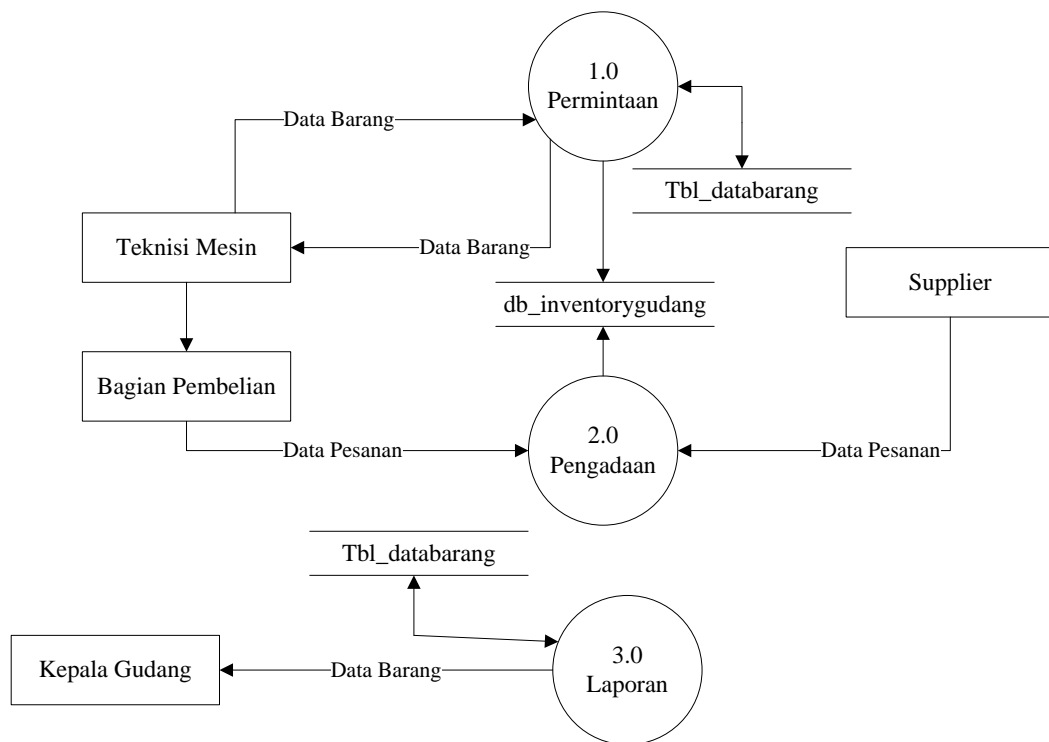 1.0
Permintaan
Data Barang
Tbl_databarang
Teknisi Mesin
Data Barang
db_inventorygudang
Supplier
Bagian Pembelian
2.0
Pengadaan
Data Pesanan
Data Pesanan
Tbl_databarang
3.0
Laporan
Kepala Gudang
Data Barang